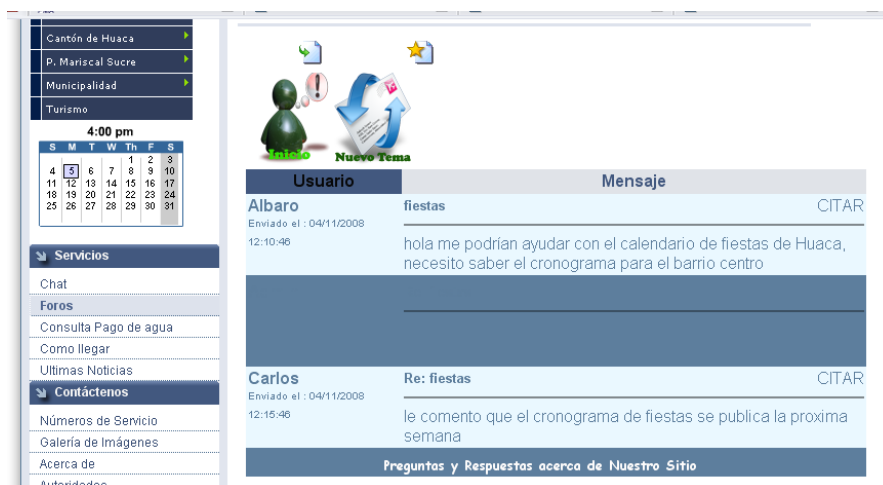 Cantón de Huaca
P. Mariscal Sucre
Municipalidad
Turismo
4:00 pm
S M T W Th F S
1 2 3
4 5 6 7 8 9 10
11 12 13 14 15 16 17
18 19 20 21 22 23 24
25 26 27 28 29 30 31
Servicios
Chat
Foros
Consulta Pago de agua
Como llegar
Ultimas Noticias
Contáctenos
Números de Servicio
Galería de Imágenes
Acerca de
Autoridades
Inicio
Nuevo Tema
Usuario Mensaje
Albaro
Enviado el : 04/11/2008
12:10:46
fiestas CITAR
hola me podrían ayudar con el calendario de fiestas de Huaca,
necesito saber el cronograma para el barrio centro
Carlos
Enviado el : 04/11/2008
12:15:46
Re: fiestas CITAR
le comento que el cronograma de fiestas se publica la proxima
semana
Preguntas y Respuestas acerca de Nuestro Sitio